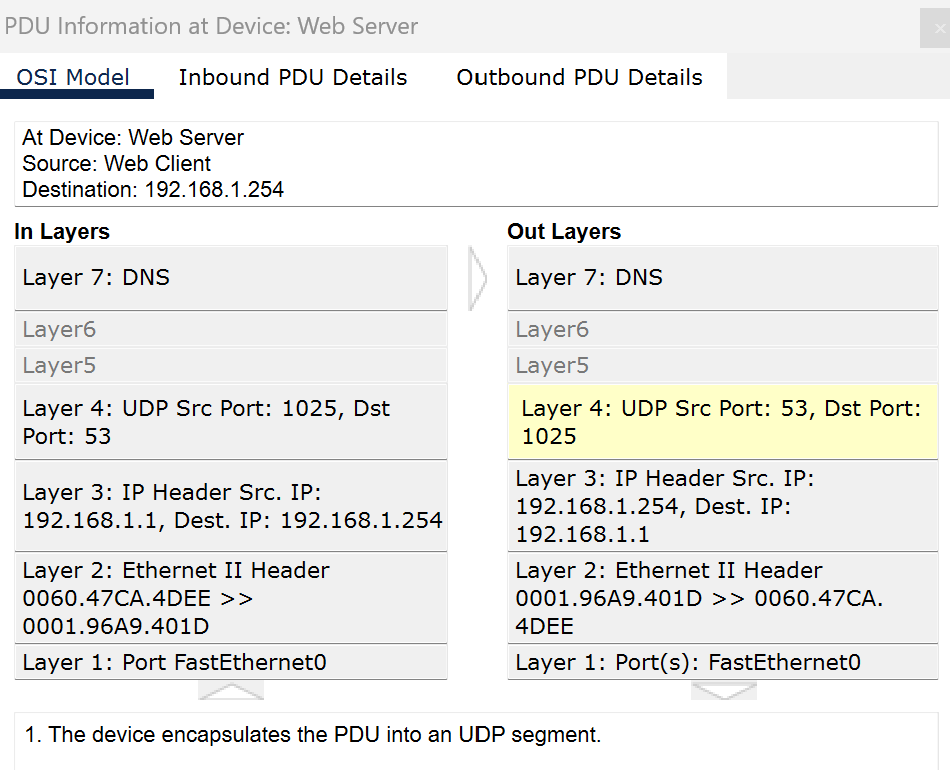 PDU Information at Device: Web Server
OSI Model
Inbound PDU Details
Outbound PDU Details
At Device: Web Server
Source: Web Client
Destination: 192.168.1.254
In Layers
Layer 7: DNS
Layer6
Layer5
Layer 4: UDP Src Port: 1025, Dst
Port: 53
Layer 3: IP Header Src. IP:
192.168.1.1, Dest. IP: 192.168.1.254
Layer 2: Ethernet II Header
0060.47CA.4DEE >>
0001.96A9.401D
Layer 1: Port FastEthernet0
Out Layers
Layer 7: DNS
Layer6
Layer5
Layer 4: UDP Src Port: 53, Dst Port:
1025
Layer 3: IP Header Src. IP:
192.168.1.254, Dest. IP:
192.168.1.1
Layer 2: Ethernet II Header
0001.96A9.401D >> 0060.47CA.
4DEE
Layer 1: Port(s): FastEthernet0
1. The device encapsulates the PDU into an UDP segment.